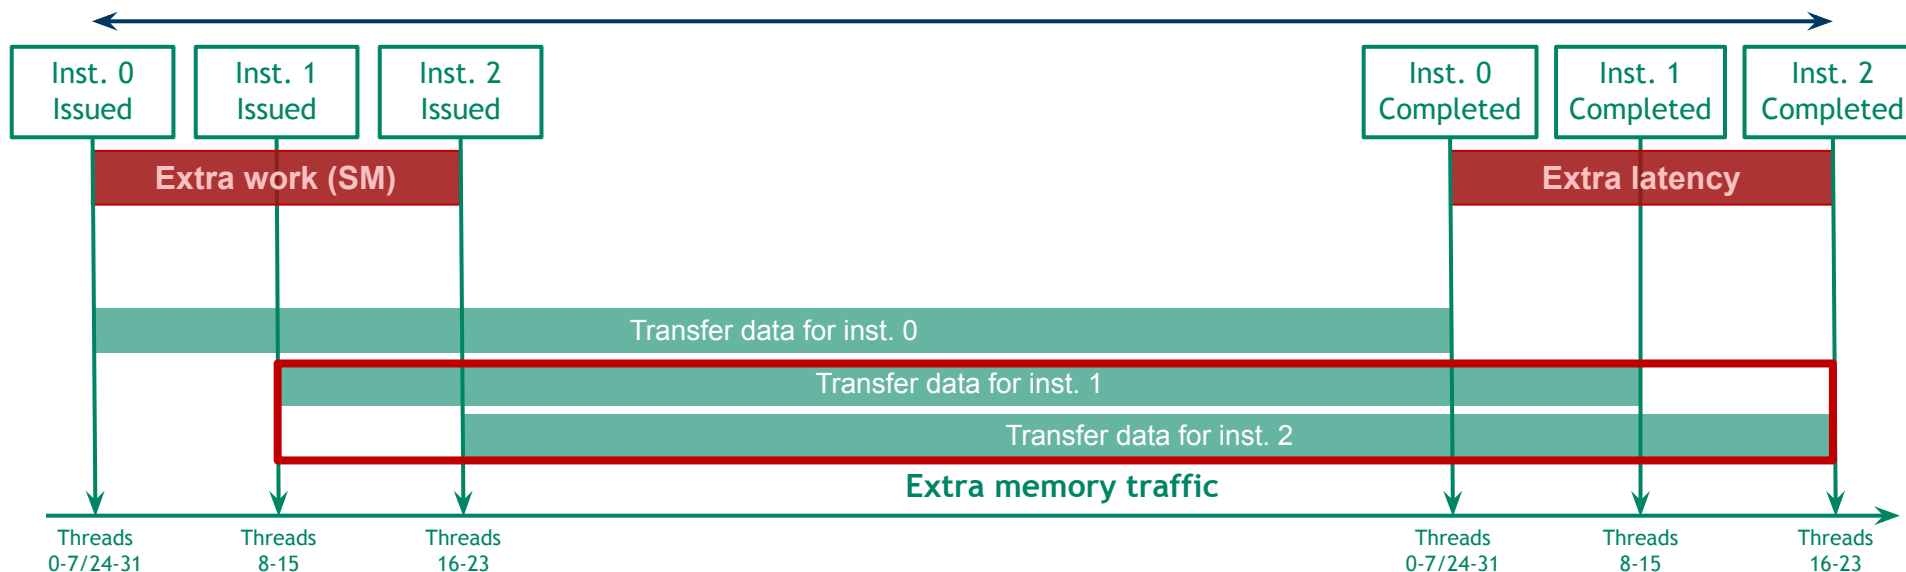 Inst. 0
Issued
Inst. 1
Issued
Inst. 2
Issued
Inst. 0
Completed
Inst. 1
Completed
Inst. 2
Completed
Extra work (SM)
Extra latency
Transfer data for inst. 0
Transfer data for inst. 1
Transfer data for inst. 2
Extra memory traffic
Threads
0-7/24-31
Threads
8-15
Threads
16-23
Threads
0-7/24-31
Threads
8-15
Threads
16-23